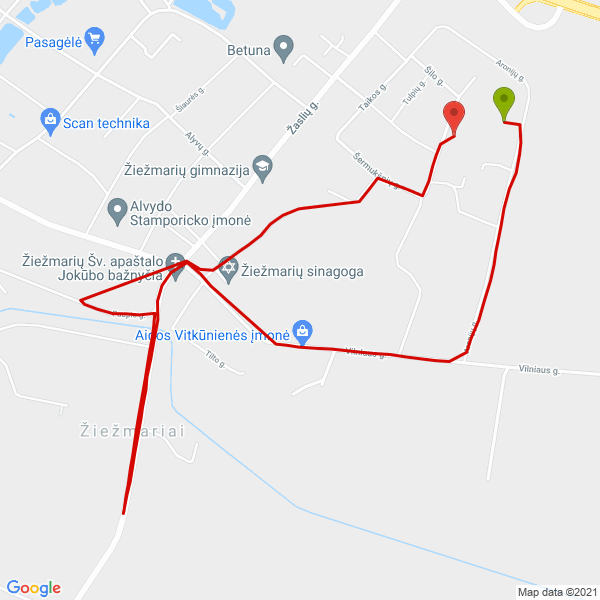 Pasagėlė
Betuna
Aronijų g.
Šilo g.
Tulpių g.
Taikos g.
Šiaurės g.
Scan technika
Žaslių g.
Alyvų g.
Žiežmarių gimnazija
Šermukšnių g.
Alvydo
Stamporicko įmonė
Žiežmarių Šv. apaštalo
Jokūbo bažnyčia
Žiežmarių sinagoga
Aidos Vitkūnienės įmonė
Tilto g.
Vilniaus g.
Vilniaus g.
Žiežmariai
Google
Map data ©2021